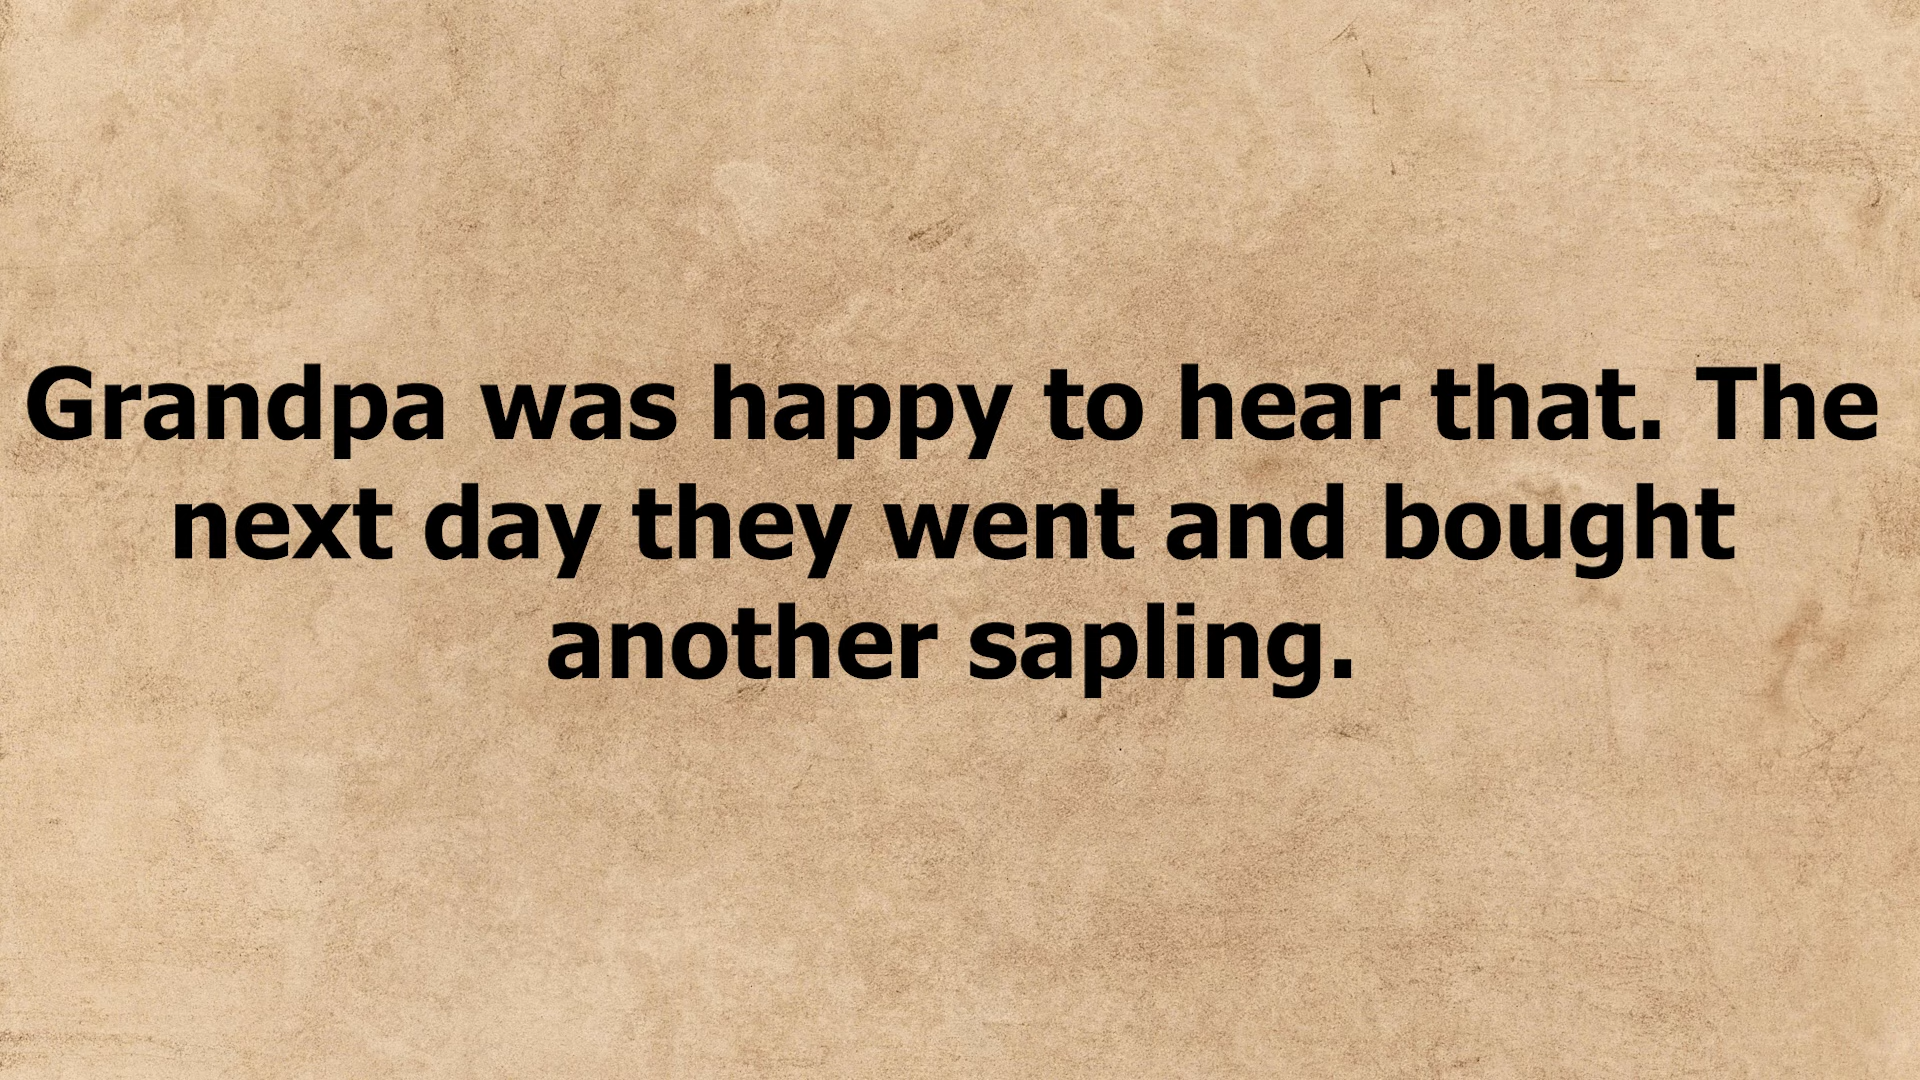 Grandpa was happy to hear that. The
next day they went and bought
another sapling.